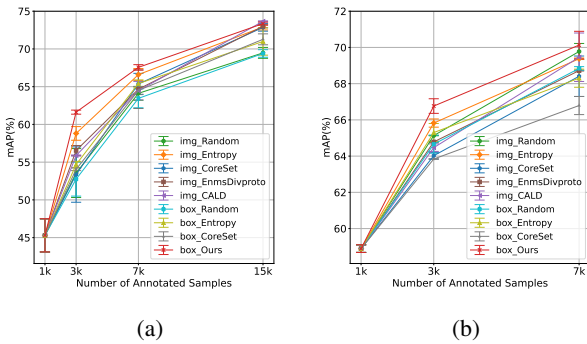 75
70
65
60
55
50
45
mAP(%)
img_Random
img_Entropy
img_CoreSet
img_EnmsDivproto
img_CALD
box_Random
box_Entropy
box_CoreSet
box_Ours
1k 3k 7k 15k
Number of Annotated Samples
(a)
72
70
68
66
64
62
60
mAP(%)
img_Random
img_Entropy
img_CoreSet
img_EnmsDivproto
img_CALD
box_Random
box_Entropy
box_CoreSet
box_Ours
1k 3k 7k
Number of Annotated Samples
(b)